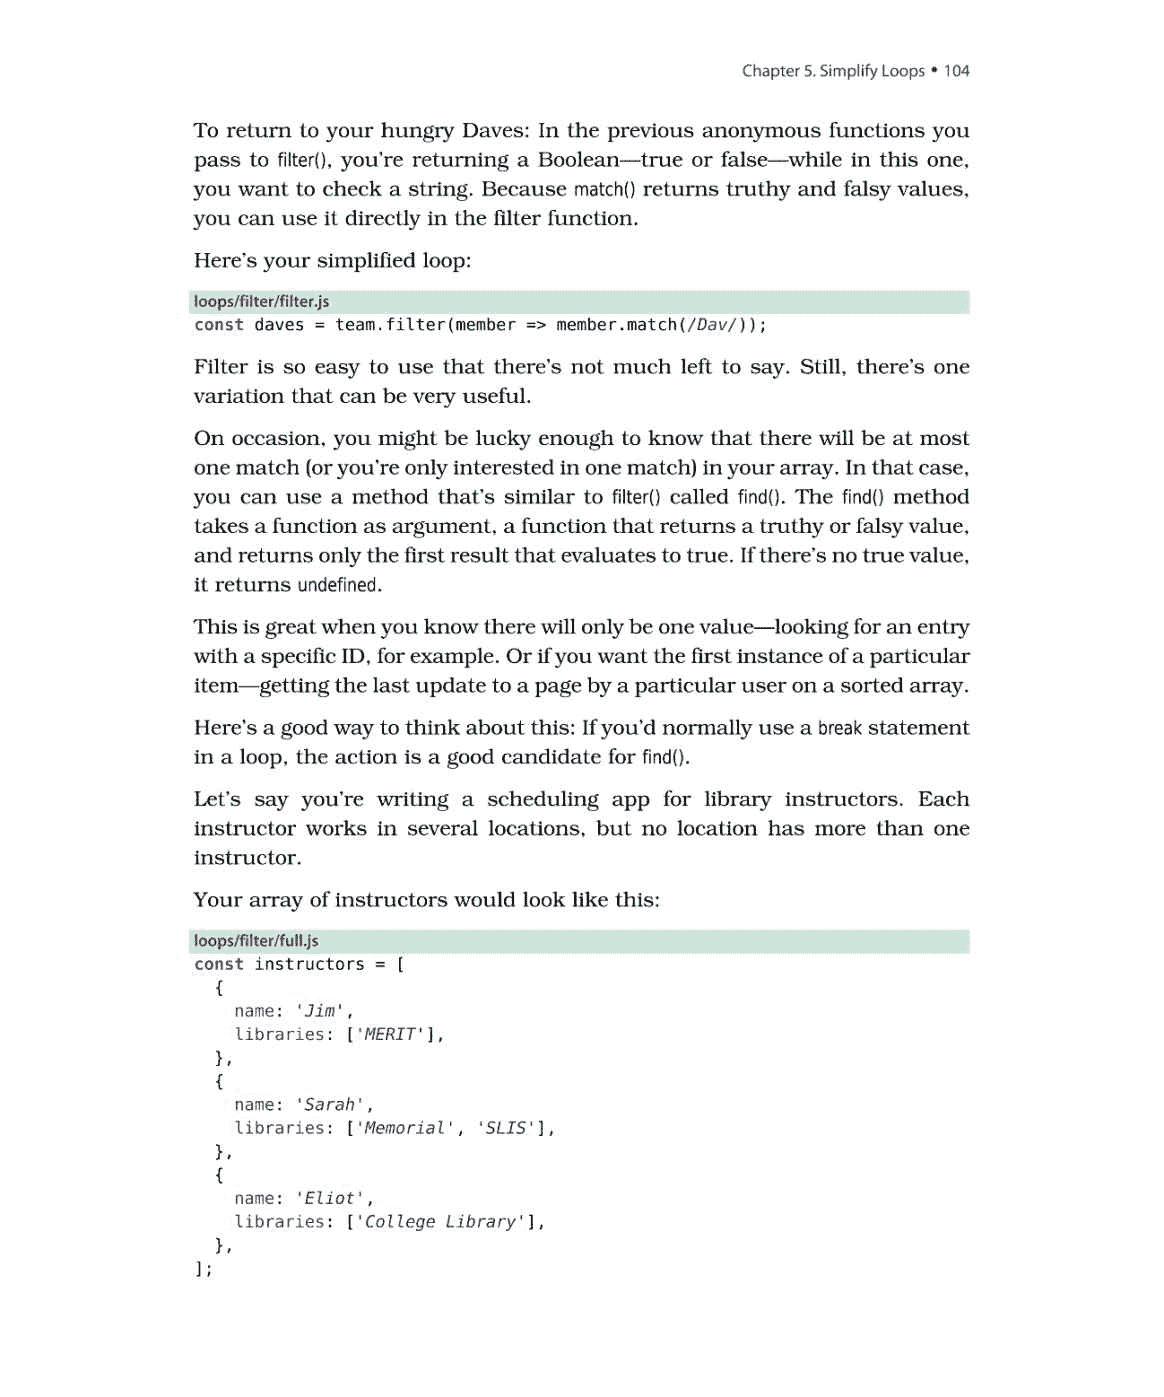 Chapter 5. Simplify Loops • 104
To return to your hungry Daves: In the previous anonymous functions you
pass to filter(), you're returning a Boolean—true or false—while in this one,
you want to check a string. Because match() returns truthy and falsy values,
you can use it directly in the filter function.
Here's your simplified loop:
loops/filter/filter.js
const daves = team.filter(member => member.match(/Dav/));
Filter is so easy to use that there's not much left to say. Still, there's one
variation that can be very useful.
On occasion, you might be lucky enough to know that there will be at most
one match (or you're only interested in one match) in your array. In that case,
you can use a method that's similar to filter() called find(). The find() method
takes a function as argument, a function that returns a truthy or falsy value,
and returns only the first result that evaluates to true. If there's no true value,
it returns undefined.
This is great when you know there will only be one value—looking for an entry
with a specific ID, for example. Or if you want the first instance of a particular
item—getting the last update to a page by a particular user on a sorted array.
Here's a good way to think about this: If you'd normally use a break statement
in a loop, the action is a good candidate for find().
Let's say you're writing a scheduling app for library instructors. Each
instructor works in several locations, but no location has more than one
instructor.
Your array of instructors would look like this:
loops/filter/full.js
const instructors = [
  {
    name: 'Jim',
    libraries: ['MERIT'],
  },
  {
    name: 'Sarah',
    libraries: ['Memorial', 'SLIS'],
  },
  {
    name: 'Eliot',
    libraries: ['College Library'],
  },
];